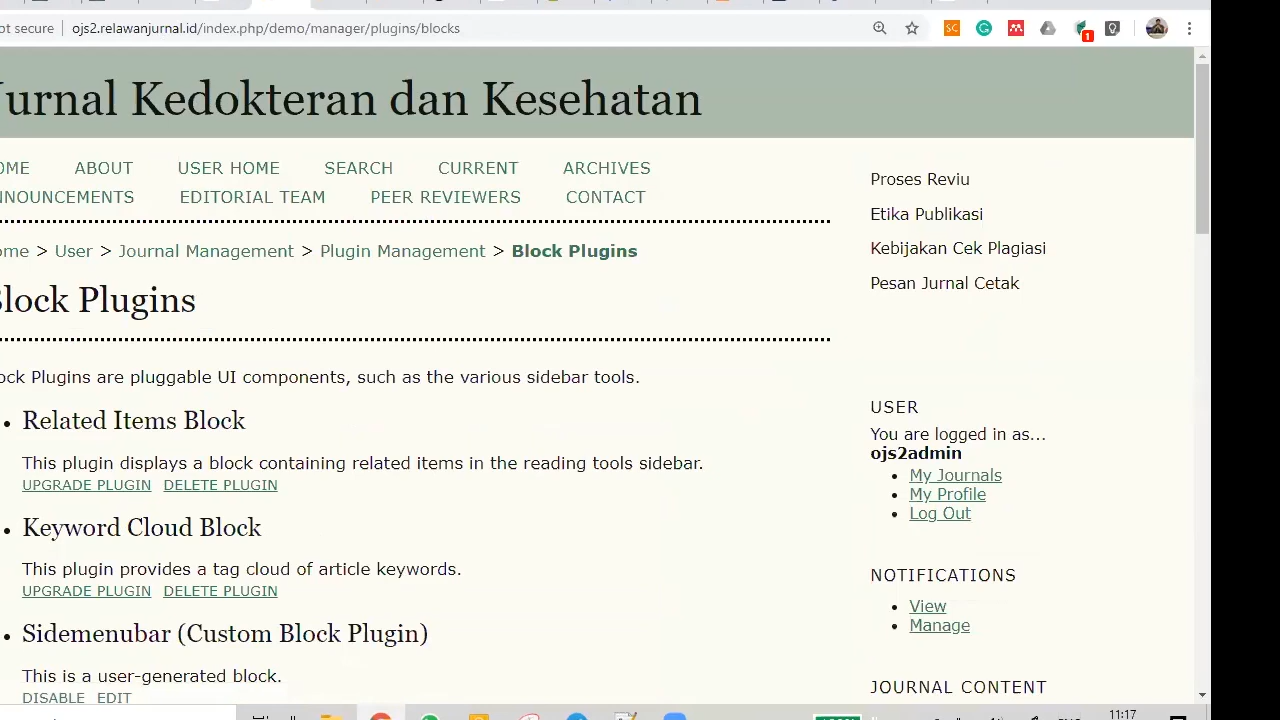 ot secure
ojs2.relawanjurnal.id/index.php/demo/manager/plugins/blocks
SC
1
urnal Kedokteran dan Kesehatan
OME ABOUT USER HOME SEARCH CURRENT ARCHIVES
NNOUNCEMENTS EDITORIAL TEAM PEER REVIEWERS CONTACT
ome > User > Journal Management > Plugin Management > Block Plugins
Block Plugins
ock Plugins are pluggable UI components, such as the various sidebar tools.
• Related Items Block
This plugin displays a block containing related items in the reading tools sidebar.
UPGRADE PLUGIN DELETE PLUGIN
• Keyword Cloud Block
This plugin provides a tag cloud of article keywords.
UPGRADE PLUGIN DELETE PLUGIN
• Sidemenubar (Custom Block Plugin)
This is a user-generated block.
DISABLE EDIT
Proses Reviu
Etika Publikasi
Kebijakan Cek Plagiasi
Pesan Jurnal Cetak
USER
You are logged in as...
ojs2admin
• My Journals
• My Profile
• Log Out
NOTIFICATIONS
• View
• Manage
JOURNAL CONTENT
11:17